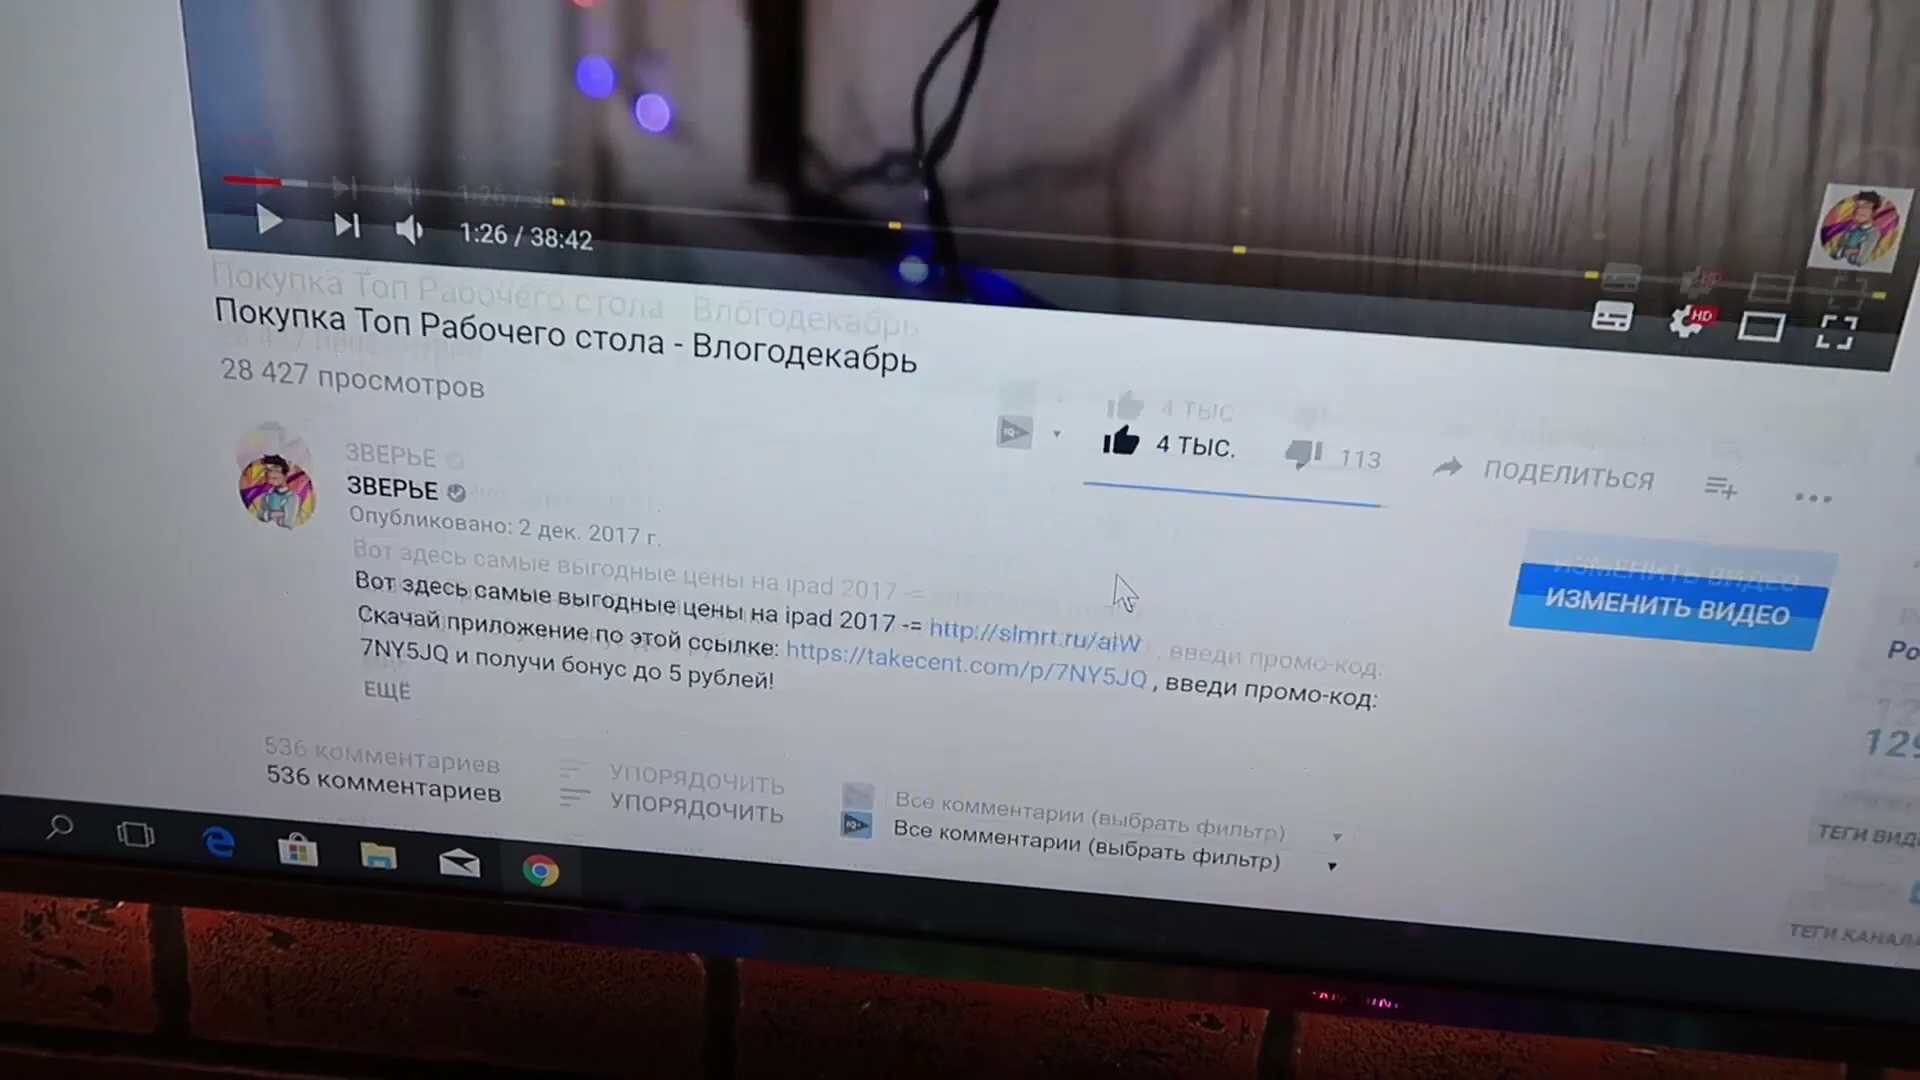 1:26 / 38:42
HD
Покупка Топ Рабочего стола - Влогодекабрь
28 427 просмотров
4 ТЫС.
113
ПОДЕЛИТЬСЯ
ЗВЕРЬЕ
Опубликовано: 2 дек. 2017 г.
ИЗМЕНИТЬ ВИДЕО
Вот здесь самые выгодные цены на ipad 2017 -= http://slmrt.ru/aiW
Скачай приложение по этой ссылке: https://takecent.com/p/7NY5JQ , введи промо-код:
7NY5JQ и получи бонус до 5 рублей!
ЕЩЁ
536 комментариев
УПОРЯДОЧИТЬ
Все комментарии (выбрать фильтр)
ТЕГИ
ТЕГИ